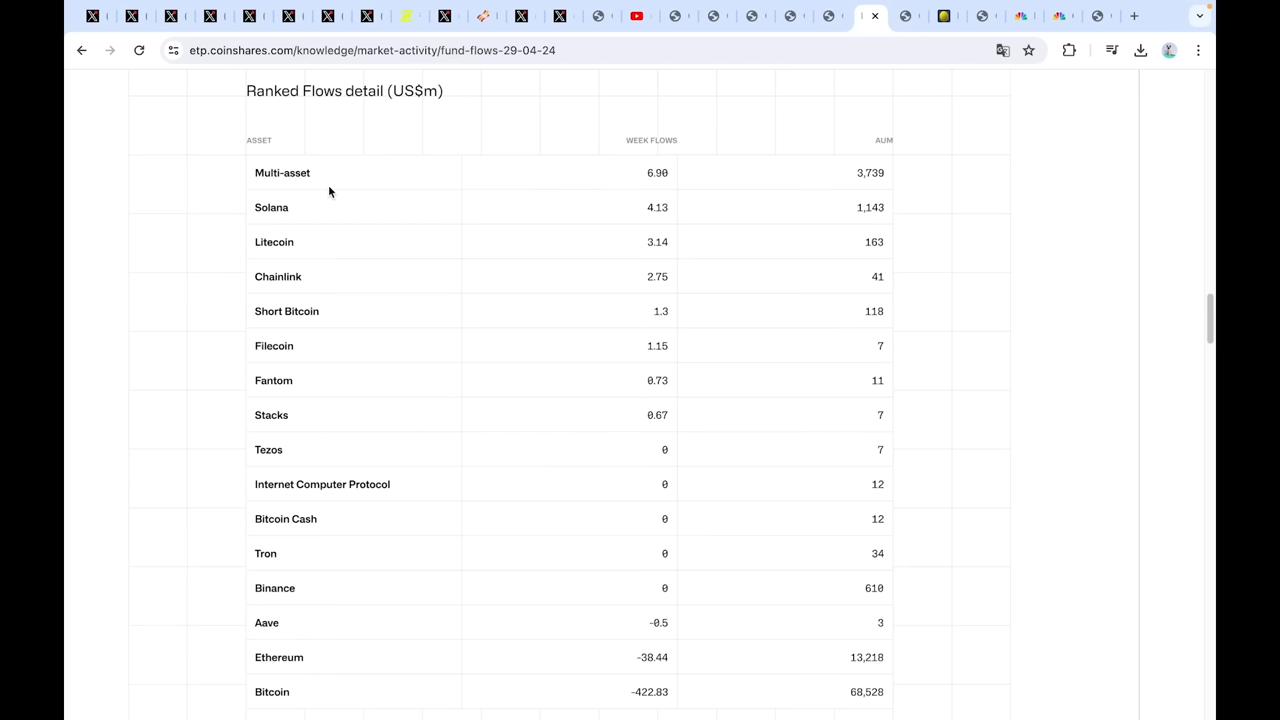 etp.coinshares.com/knowledge/market-activity/fund-flows-29-04-24
Ranked Flows detail (US$m)
ASSET WEEK FLOWS AUM
Multi-asset 6.90 3,739
Solana 4.13 1,143
Litecoin 3.14 163
Chainlink 2.75 41
Short Bitcoin 1.3 118
Filecoin 1.15 7
Fantom 0.73 11
Stacks 0.67 7
Tezos 0 7
Internet Computer Protocol 0 12
Bitcoin Cash 0 12
Tron 0 34
Binance 0 610
Aave -0.5 3
Ethereum -38.44 13,218
Bitcoin -422.83 68,528